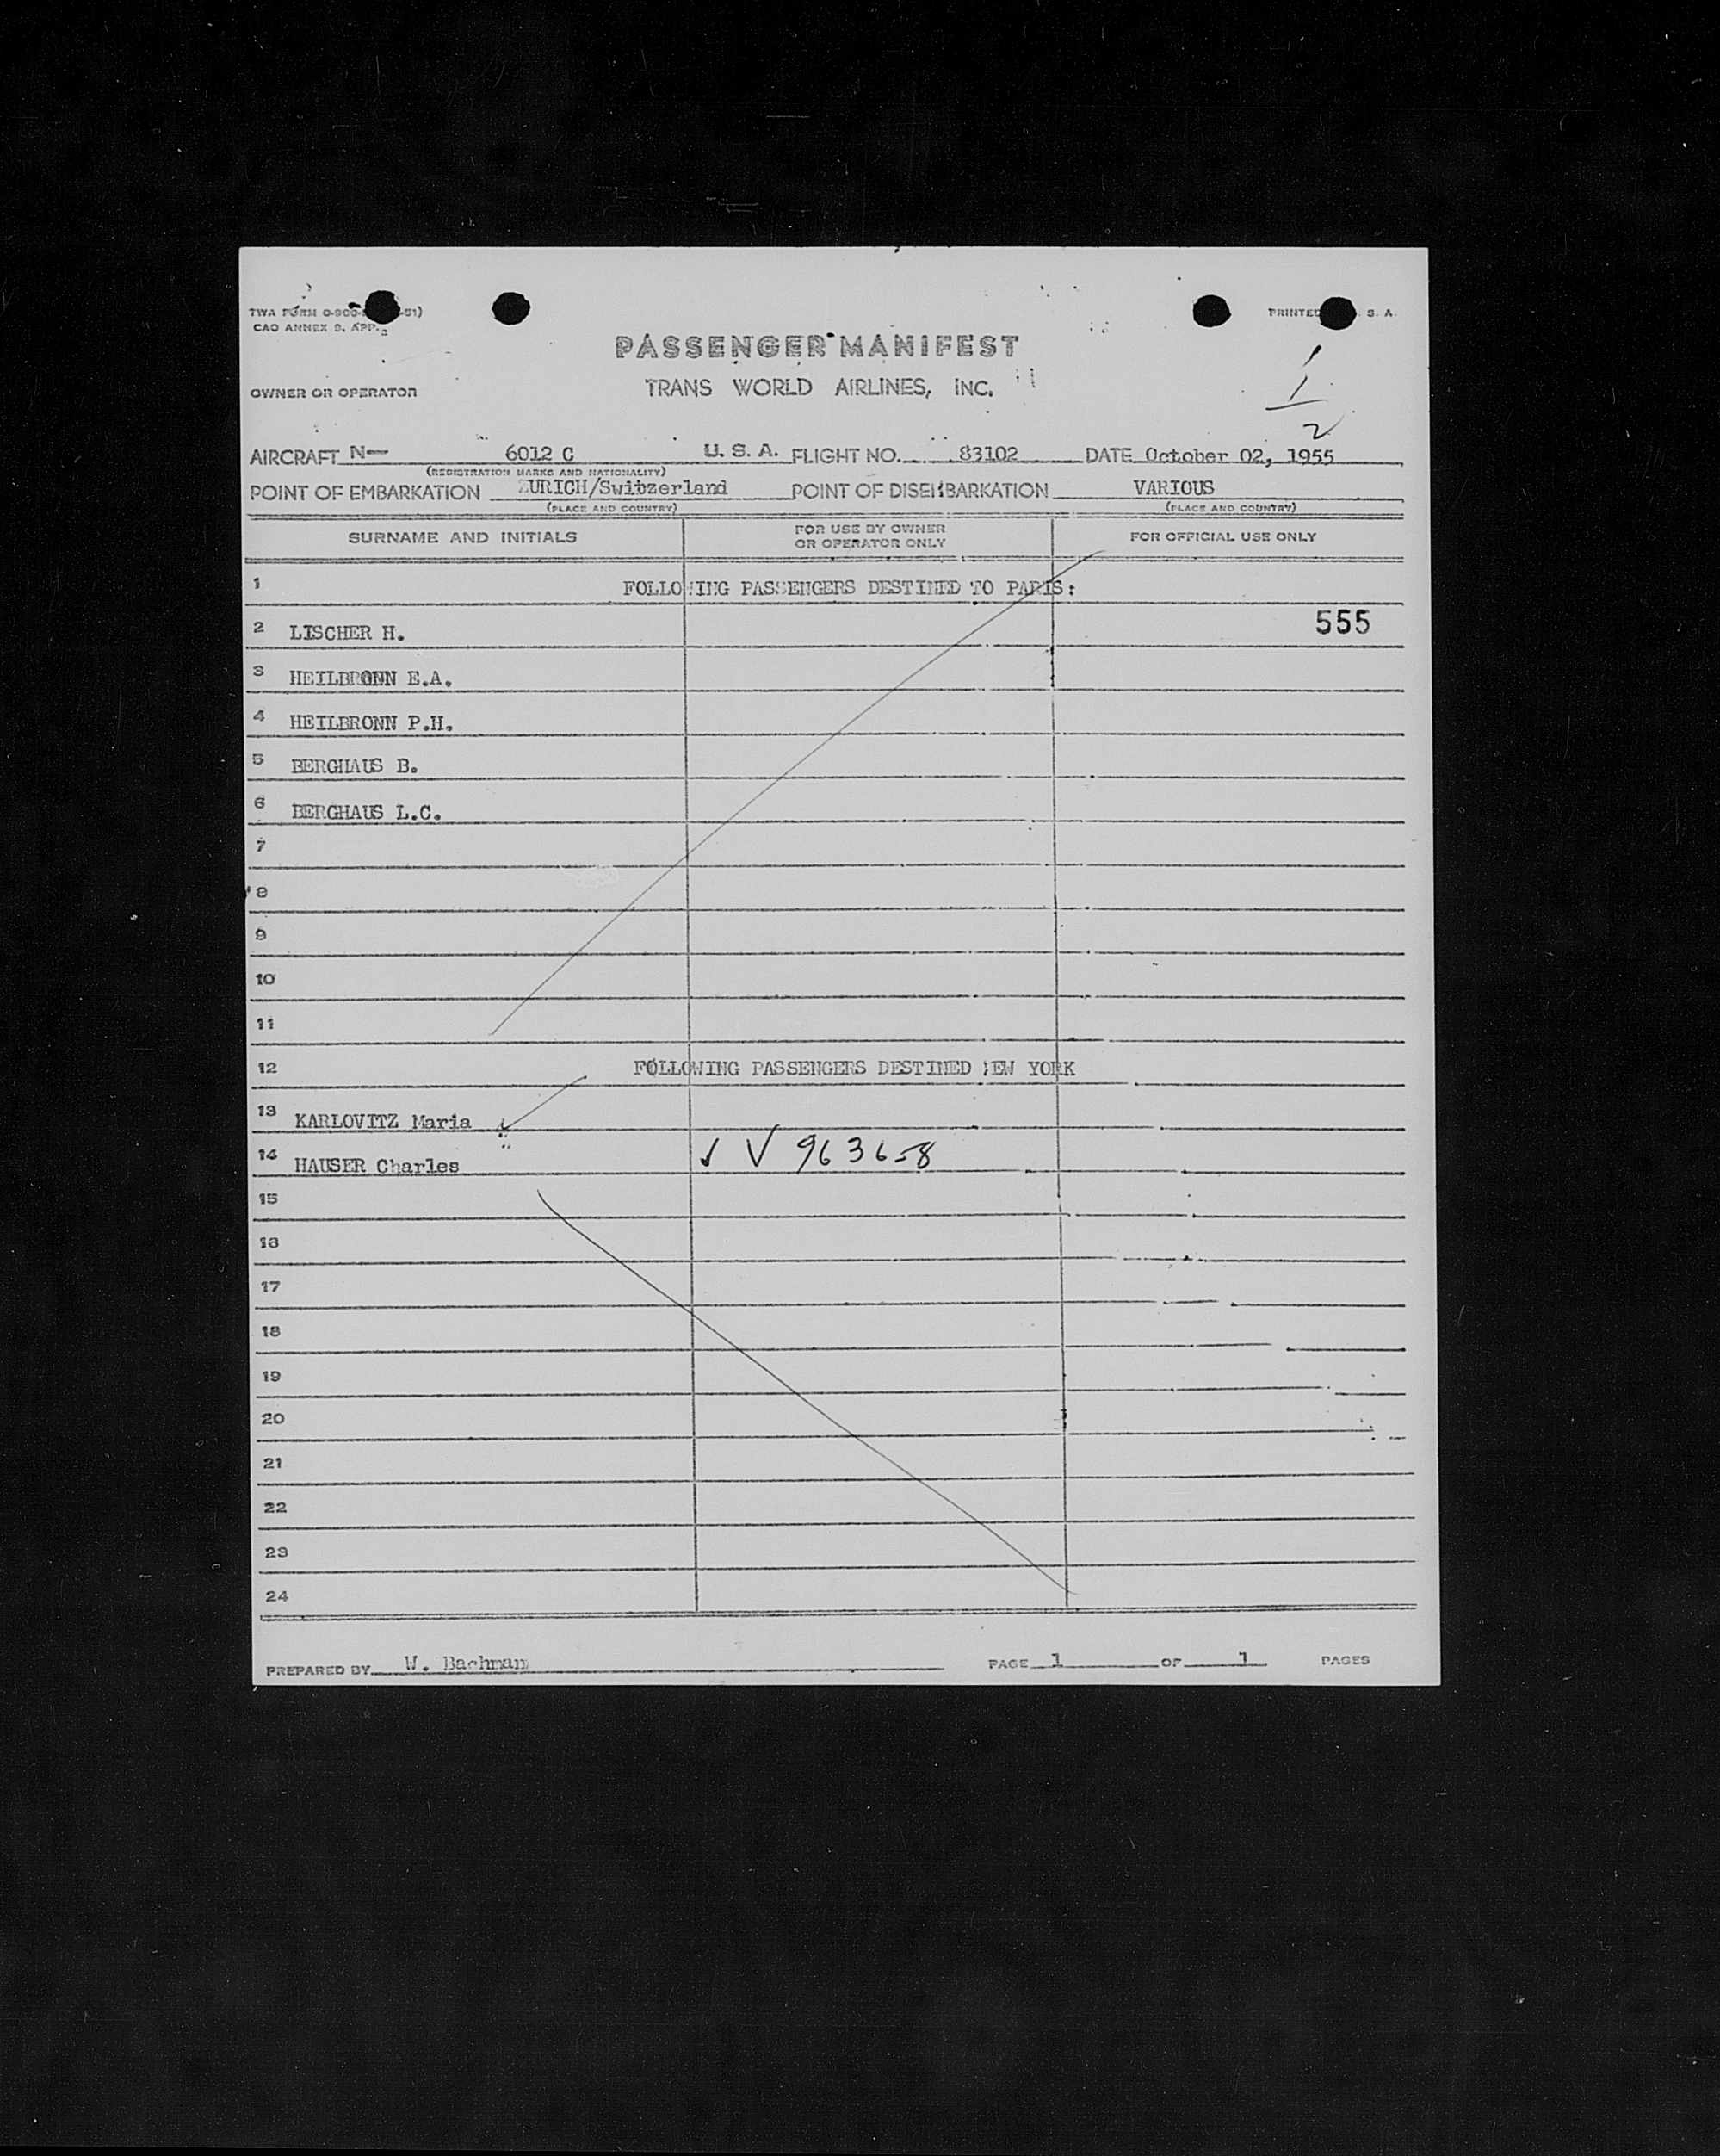 TWA FORM O-800- -51) PRINTED S. A.
CAO ANNEX 9. APP.
PASSENGER MANIFEST
OWNER OR OPERATOR TRANS WORLD AIRLINES, INC.
1
2
AIRCRAFT N— 6012 C U. S. A. FLIGHT NO. 83102 DATE October 02, 1955
(REGISTRATION MARKS AND NATIONALITY)
POINT OF EMBARKATION ZURICH/Switzerland POINT OF DISEMBARKATION VARIOUS
(PLACE AND COUNTRY) (PLACE AND COUNTRY)
SURNAME AND INITIALS FOR USE BY OWNER OR OPERATOR ONLY FOR OFFICIAL USE ONLY
1 FOLLOWING PASSENGERS DESTINED TO PARIS:
2 LISCHER H. 555
3 HEILBRONN E.A.
4 HEILBRONN P.H.
5 BERGHAUS B.
6 BERGHAUS L.C.
7
8
9
10
11
12 FOLLOWING PASSENGERS DESTINED NEW YORK
13 KARLOVITZ Maria
14 HAUSER Charles ✓ V 963658
15
16
17
18
19
20
21
22
23
24
PREPARED BY W. Bachmann PAGE 1 OF 1 PAGES